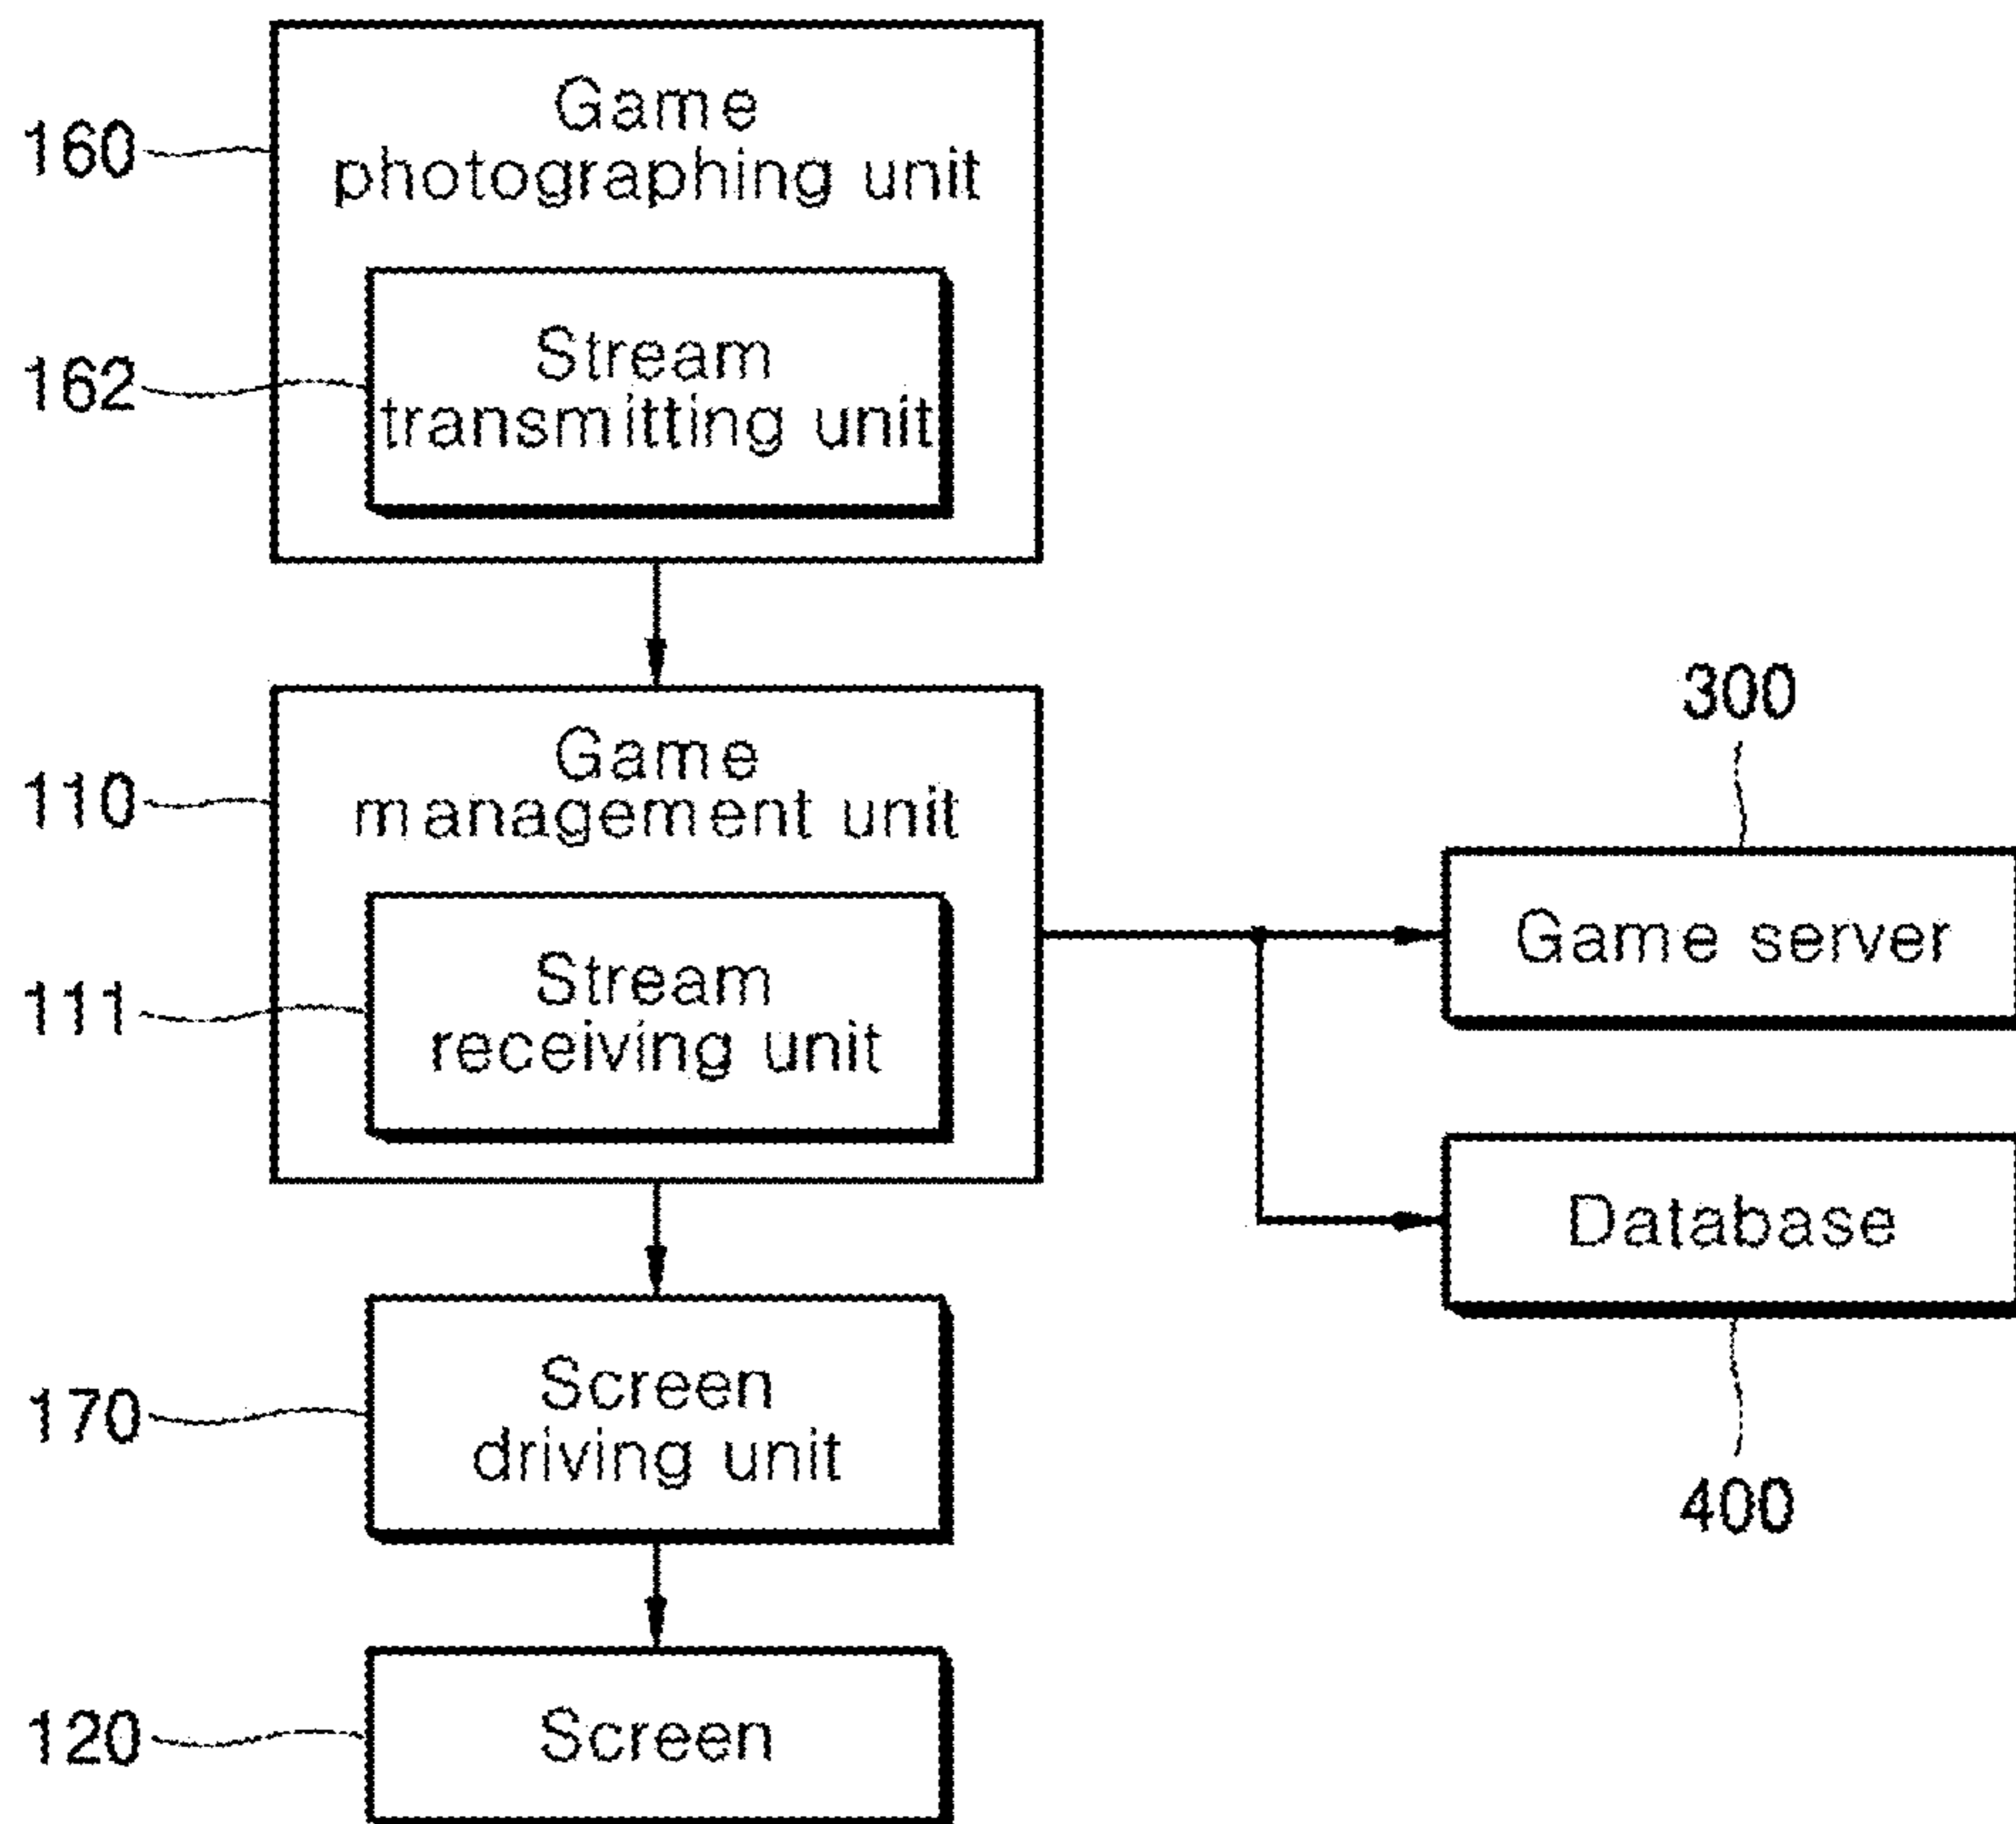 160
Game
photographing unit
162
Stream
transmitting unit
110
Game
management unit
111
Stream
receiving unit
300
Game server
Database
400
170
Screen
driving unit
120
Screen